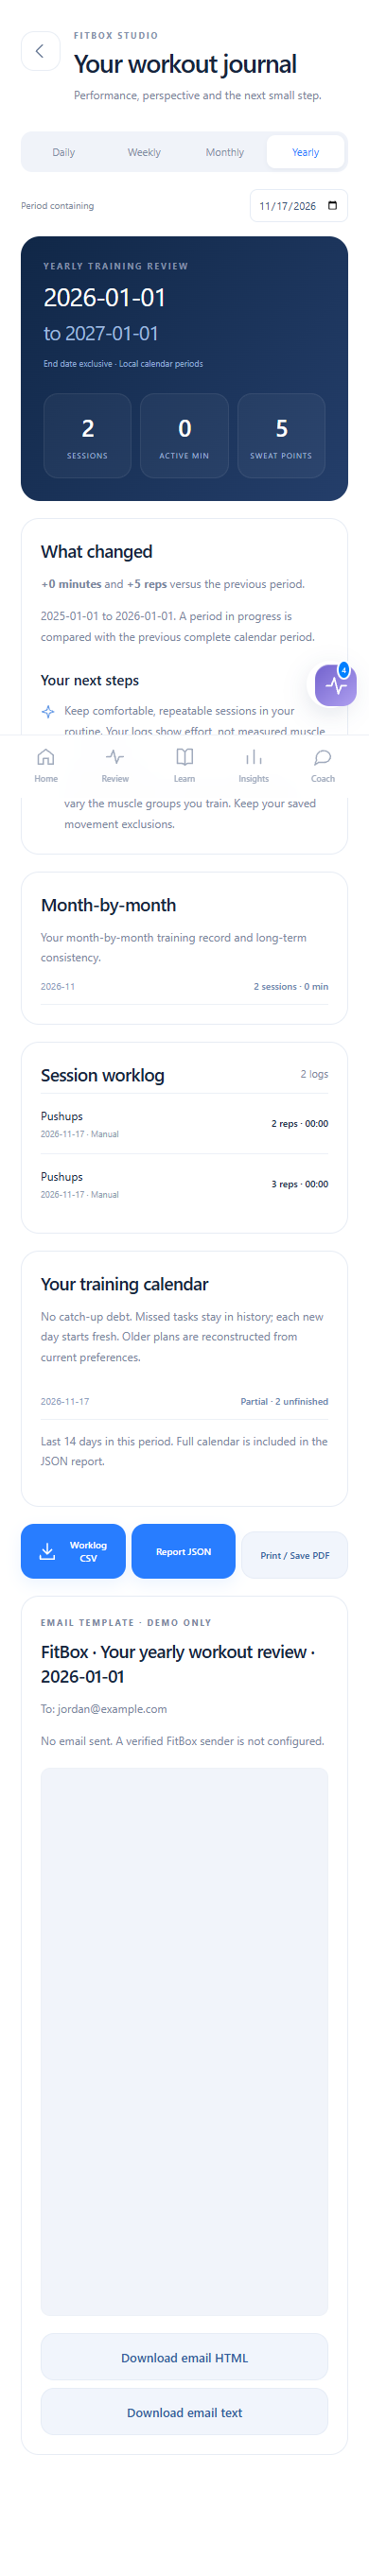 FITBOX STUDIO
Your workout journal
Performance, perspective and the next small step.
Daily
Weekly
Monthly
Yearly
Period containing
11/17/2026
YEARLY TRAINING REVIEW
2026-01-01
to 2027-01-01
End date exclusive · Local calendar periods
2
SESSIONS
0
ACTIVE MIN
5
SWEAT POINTS
What changed
+0 minutes and +5 reps versus the previous period.
2025-01-01 to 2026-01-01. A period in progress is
compared with the previous complete calendar period.
4
Your next steps
Keep comfortable, repeatable sessions in your
routine. Your logs show effort, not measured muscle
Home
Review
Learn
Insights
Coach
vary the muscle groups you train. Keep your saved
movement exclusions.
Month-by-month
Your month-by-month training record and long-term
consistency.
2026-11
2 sessions · 0 min
Session worklog
2 logs
Pushups
2026-11-17 · Manual
2 reps · 00:00
Pushups
2026-11-17 · Manual
3 reps · 00:00
Your training calendar
No catch-up debt. Missed tasks stay in history; each new
day starts fresh. Older plans are reconstructed from
current preferences.
2026-11-17
Partial · 2 unfinished
Last 14 days in this period. Full calendar is included in the
JSON report.
Worklog
CSV
Report JSON
Print / Save PDF
EMAIL TEMPLATE · DEMO ONLY
FitBox · Your yearly workout review ·
2026-01-01
To: jordan@example.com
No email sent. A verified FitBox sender is not configured.
Download email HTML
Download email text